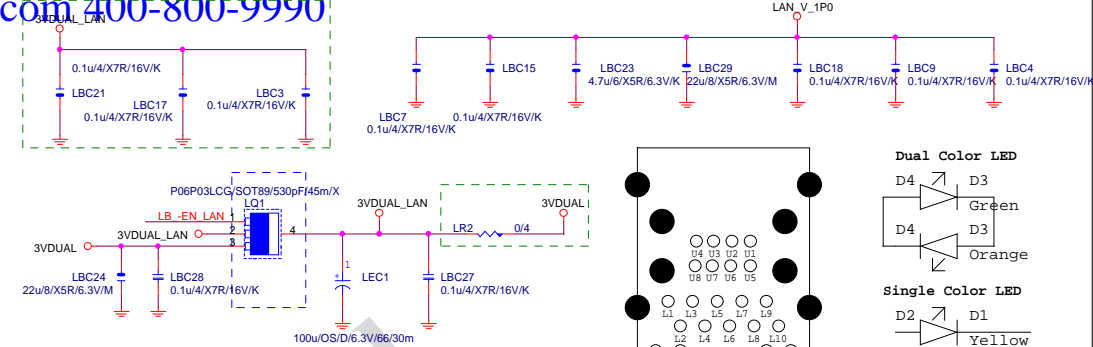 com 400-800-9990
3VDUAL_LAN
0.1u/4/X7R/16V/K
LBC21
LBC17
0.1u/4/X7R/16V/K
LBC3
0.1u/4/X7R/16V/K
LAN_V_1P0
LBC7
0.1u/4/X7R/16V/K
LBC15
0.1u/4/X7R/16V/K
LBC23
4.7u/6/X5R/6.3V/K
LBC29
22u/8/X5R/6.3V/M
LBC18
0.1u/4/X7R/16V/K
LBC9
0.1u/4/X7R/16V/K
LBC4
0.1u/4/X7R/16V/K
P06P03LCG/SOT89/530pF/45m/X
LQ1
LB_-EN_LAN
1
3VDUAL_LAN
2
3VDUAL
3
4
LBC24
22u/8/X5R/6.3V/M
LBC28
0.1u/4/X7R/16V/K
3VDUAL_LAN
1
+
LEC1
100u/OS/D/6.3V/66/30m
LBC27
0.1u/4/X7R/16V/K
LR2
0/4
3VDUAL
U4 U3 U2 U1
U8 U7 U6 U5
L1 L3 L5 L7 L9
L2 L4 L6 L8 L10
Dual Color LED
D4 D3
Green
D4 D3
Orange
Single Color LED
D2 D1
Yellow